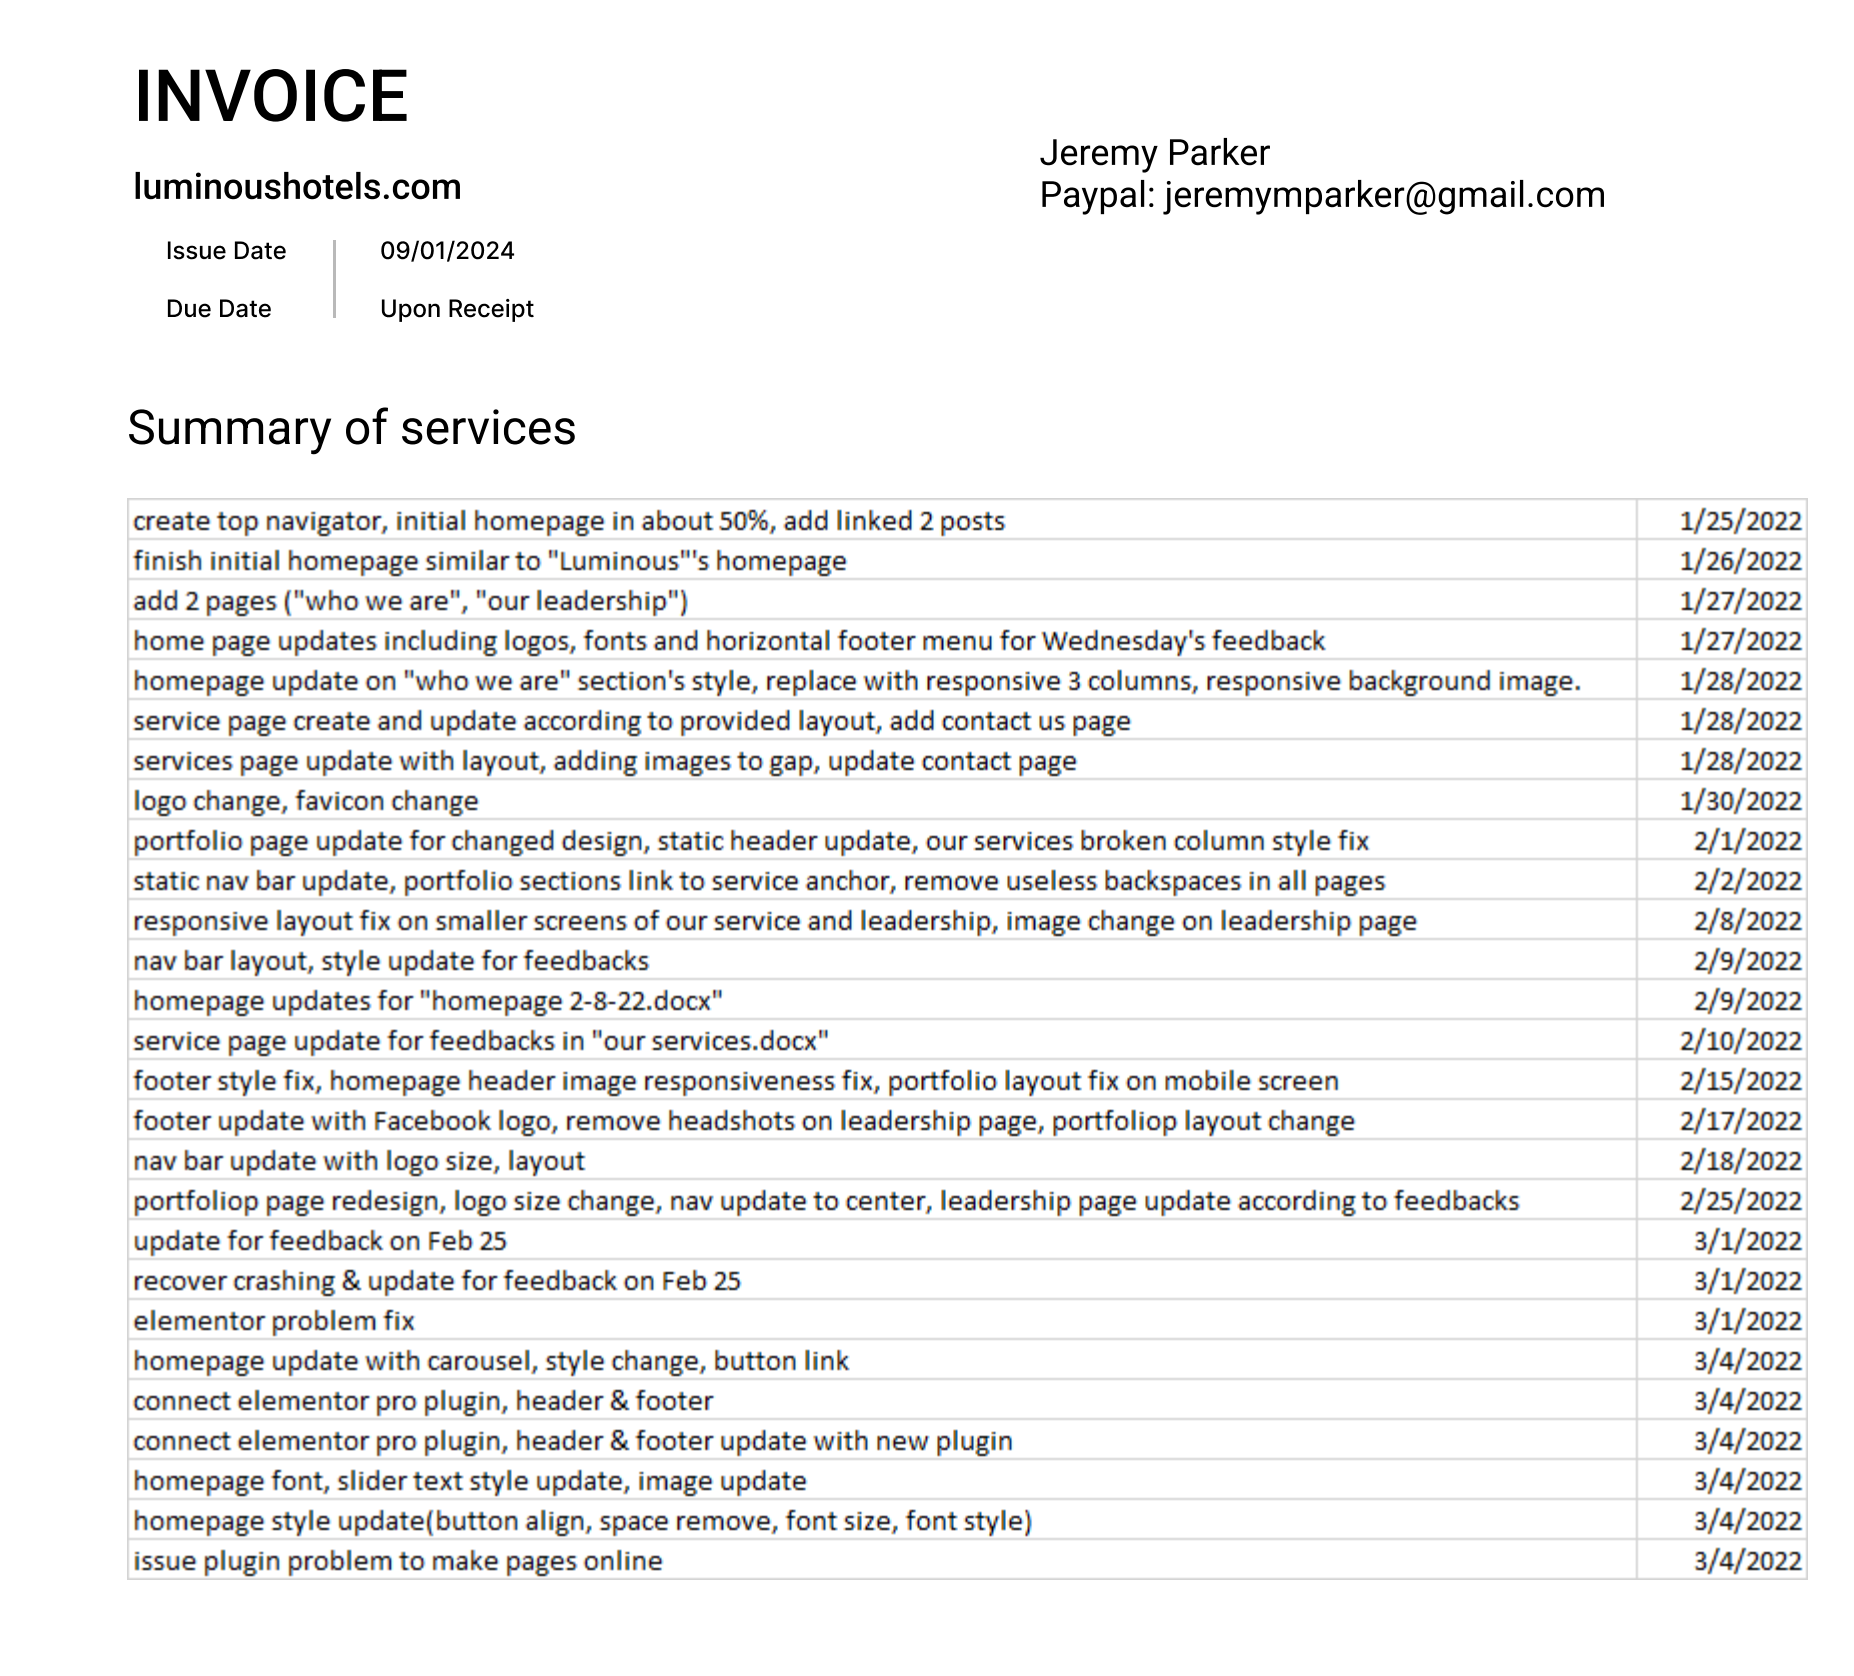 INVOICE
luminoushotels.com
Jeremy Parker
Paypal: jeremymparker@gmail.com
Issue Date 09/01/2024
Due Date Upon Receipt
Summary of services
create top navigator, initial homepage in about 50%, add linked 2 posts 1/25/2022
finish initial homepage similar to "Luminous"'s homepage 1/26/2022
add 2 pages ("who we are", "our leadership") 1/27/2022
home page updates including logos, fonts and horizontal footer menu for Wednesday's feedback 1/27/2022
homepage update on "who we are" section's style, replace with responsive 3 columns, responsive background image. 1/28/2022
service page create and update according to provided layout, add contact us page 1/28/2022
services page update with layout, adding images to gap, update contact page 1/28/2022
logo change, favicon change 1/30/2022
portfolio page update for changed design, static header update, our services broken column style fix 2/1/2022
static nav bar update, portfolio sections link to service anchor, remove useless backspaces in all pages 2/2/2022
responsive layout fix on smaller screens of our service and leadership, image change on leadership page 2/8/2022
nav bar layout, style update for feedbacks 2/9/2022
homepage updates for "homepage 2-8-22.docx" 2/9/2022
service page update for feedbacks in "our services.docx" 2/10/2022
footer style fix, homepage header image responsiveness fix, portfolio layout fix on mobile screen 2/15/2022
footer update with Facebook logo, remove headshots on leadership page, portfoliop layout change 2/17/2022
nav bar update with logo size, layout 2/18/2022
portfoliop page redesign, logo size change, nav update to center, leadership page update according to feedbacks 2/25/2022
update for feedback on Feb 25 3/1/2022
recover crashing & update for feedback on Feb 25 3/1/2022
elementor problem fix 3/1/2022
homepage update with carousel, style change, button link 3/4/2022
connect elementor pro plugin, header & footer 3/4/2022
connect elementor pro plugin, header & footer update with new plugin 3/4/2022
homepage font, slider text style update, image update 3/4/2022
homepage style update(button align, space remove, font size, font style) 3/4/2022
issue plugin problem to make pages online 3/4/2022